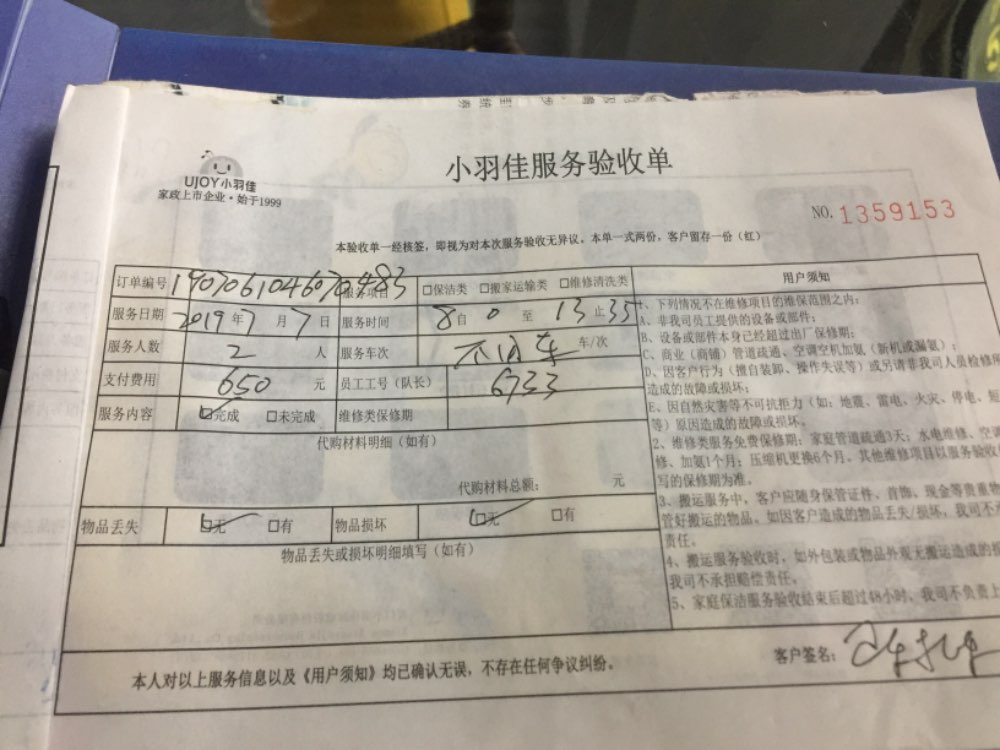 小羽佳服务验收单
UJOY小羽佳
家政上市企业·始于1999
NO. 1359153
本验收单一经核签，即视为对本次服务验收无异议。本单一式两份，客户留存一份（红）
订单编号 服务项目 □保洁类 □搬家运输类 □维修清洗类
服务日期 2019年7月7日 服务时间 8自0至13止35
服务人数 2 人 服务车次 车/次
支付费用 650 元 员工工号（队长） 6733
服务内容 ☑完成 □未完成 维修类保修期
代购材料明细（如有）
代购材料总额： 元
物品丢失 ☑无 □有 物品损坏 ☑无 □有
物品丢失或损坏明细填写（如有）
用户须知
1、下列情况不在维修项目的维保范围之内：
A、非我司员工提供的设备或部件；
B、设备或部件本身已经超过出厂保修期；
C、商业（商铺）管道疏通、空调空机加氨（新机或漏氨）；
D、因客户行为（擅自装卸、操作失误等）或另请非我司人员检修所
造成的故障或损坏；
E、因自然灾害等不可抗拒力（如：地震、雷电、火灾、停电、短
等）原因造成的故障或损坏。
2、维修类服务免费保修期：家庭管道疏通3天；水电维修、空调
修、加氨1个月；压缩机更换6个月。其他维修项目以服务验收
写的保修期为准。
3、搬运服务中，客户应随身保管证件、首饰、现金等贵重物
管好搬运的物品。如因客户造成的物品丢失/损坏，我司不
责任。
4、搬运服务验收时，如外包装或物品外观无搬运造成的
我司不承担赔偿责任。
5、家庭保洁服务验收结束后超过48小时，我司不负责上
本人对以上服务信息以及《用户须知》均已确认无误，不存在任何争议纠纷。
客户签名：